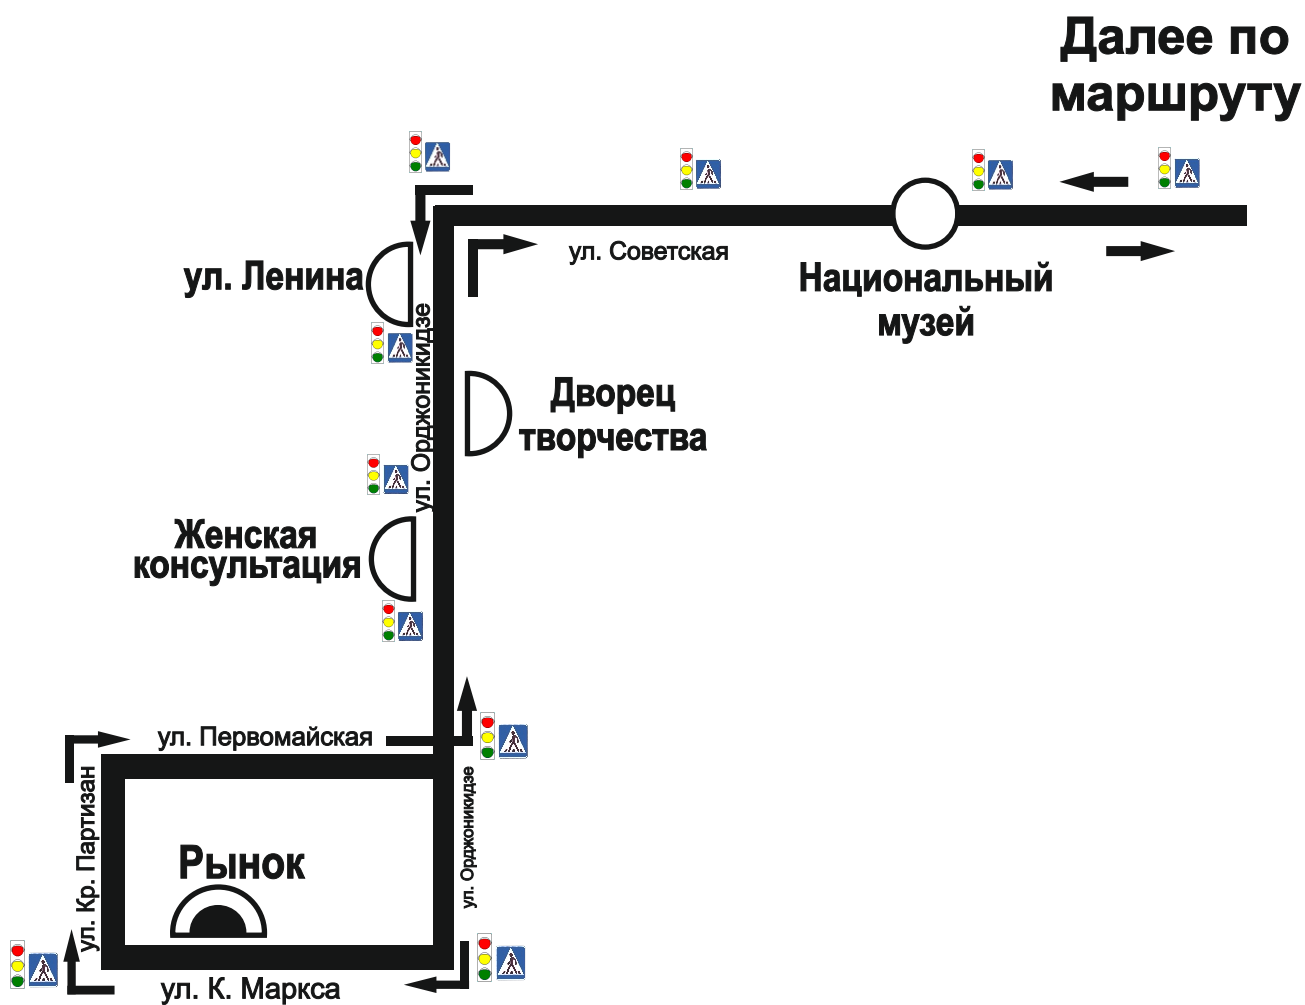 Далее по
маршруту
ул. Советская
ул. Ленина
Национальный
музей
ул. Орджоникидзе
Дворец
творчества
Женская
консультация
ул. Первомайская
ул. Кр. Партизан
ул. Орджоникидзе
Рынок
ул. К. Маркса